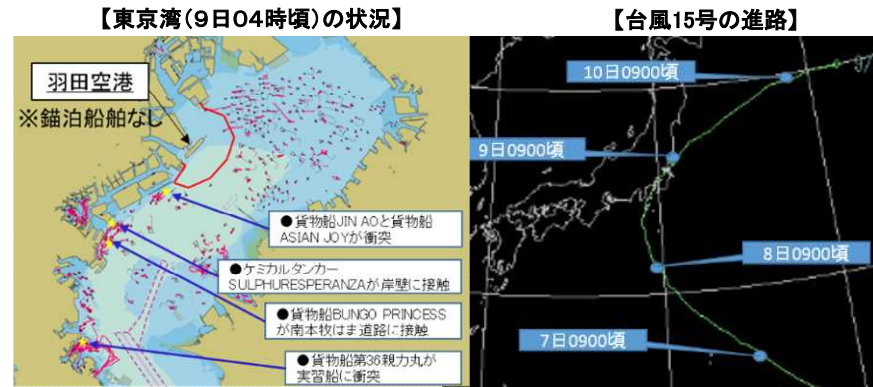 【東京湾(9日04時頃)の状況】
【台風15号の進路】
羽田空港
※錨泊船舶なし
●貨物船JIN AOと貨物船
ASIAN JOYが衝突
●ケミカルタンカー
SULPHURESPERANZAが岸壁に接触
●貨物船BUNGO PRINCESS
が南本牧はま道路に接触
●貨物船第36親力丸が
実習船に衝突
10日0900頃
9日0900頃
8日0900頃
7日0900頃